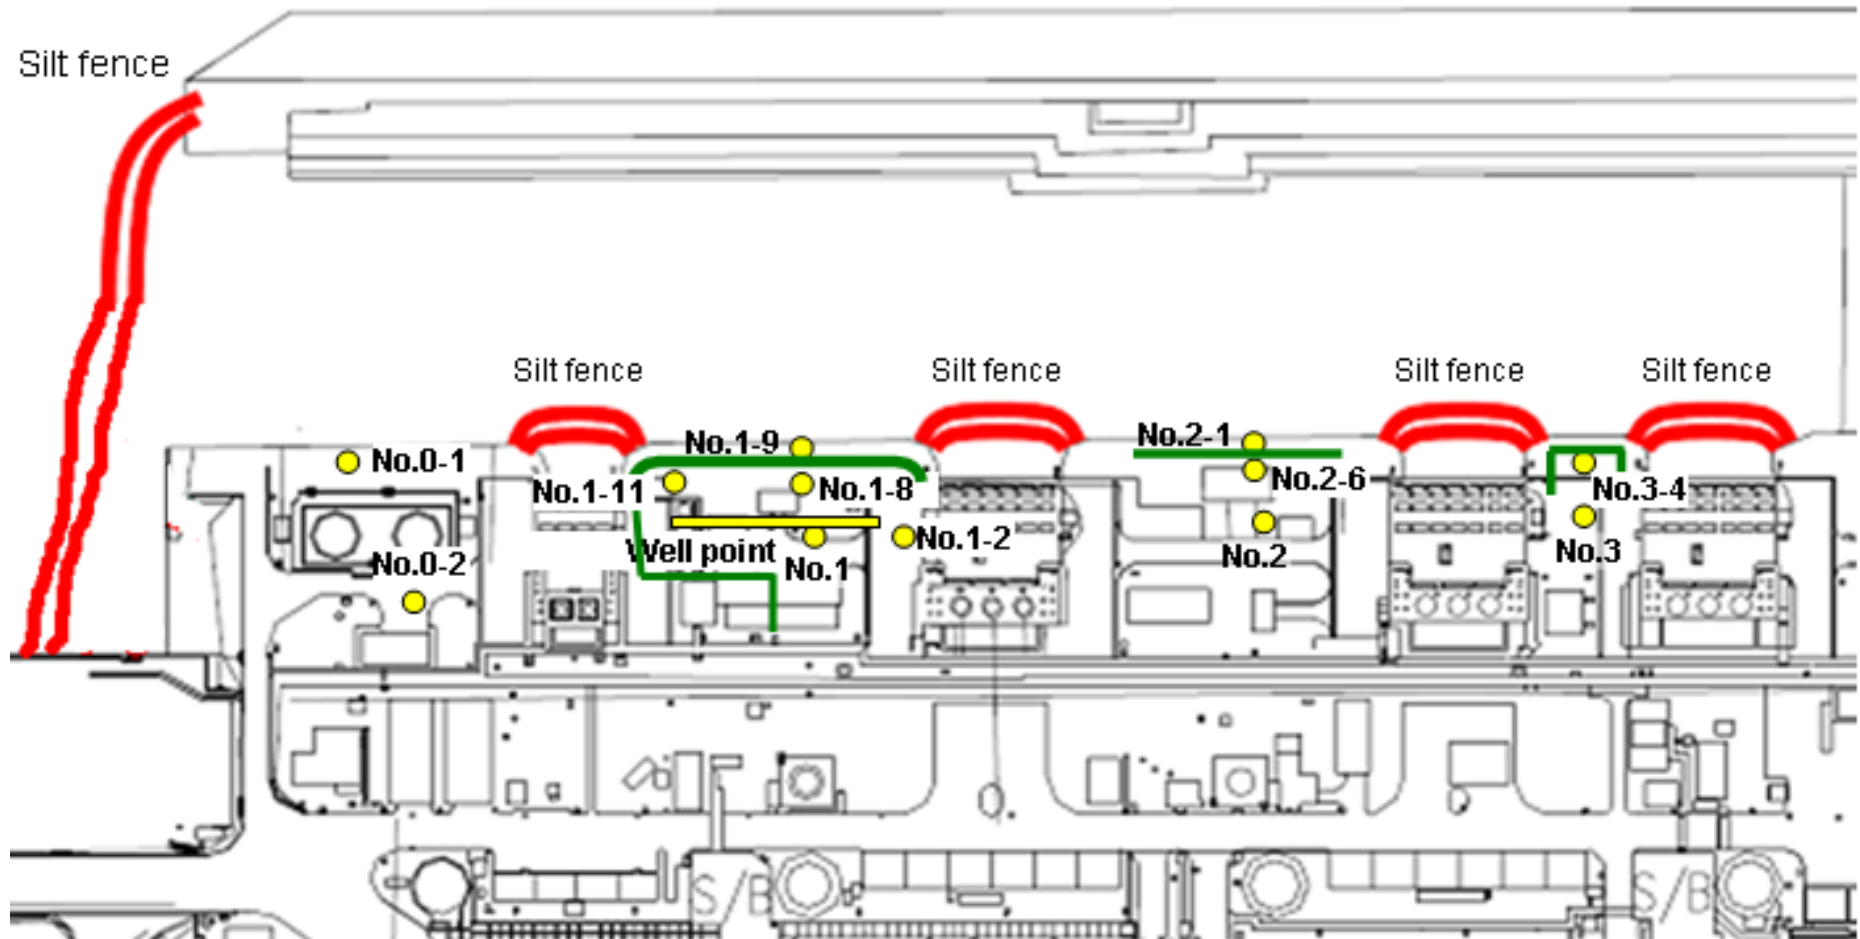 Silt fence
Silt fence
Silt fence
Silt fence
Silt fence
No.0-1
No.1-9
No.2-1
No.1-11
No.1-8
No.2-6
No.3-4
No.0-2
Well point
No.1
No.1-2
No.2
No.3
S/B
S/B